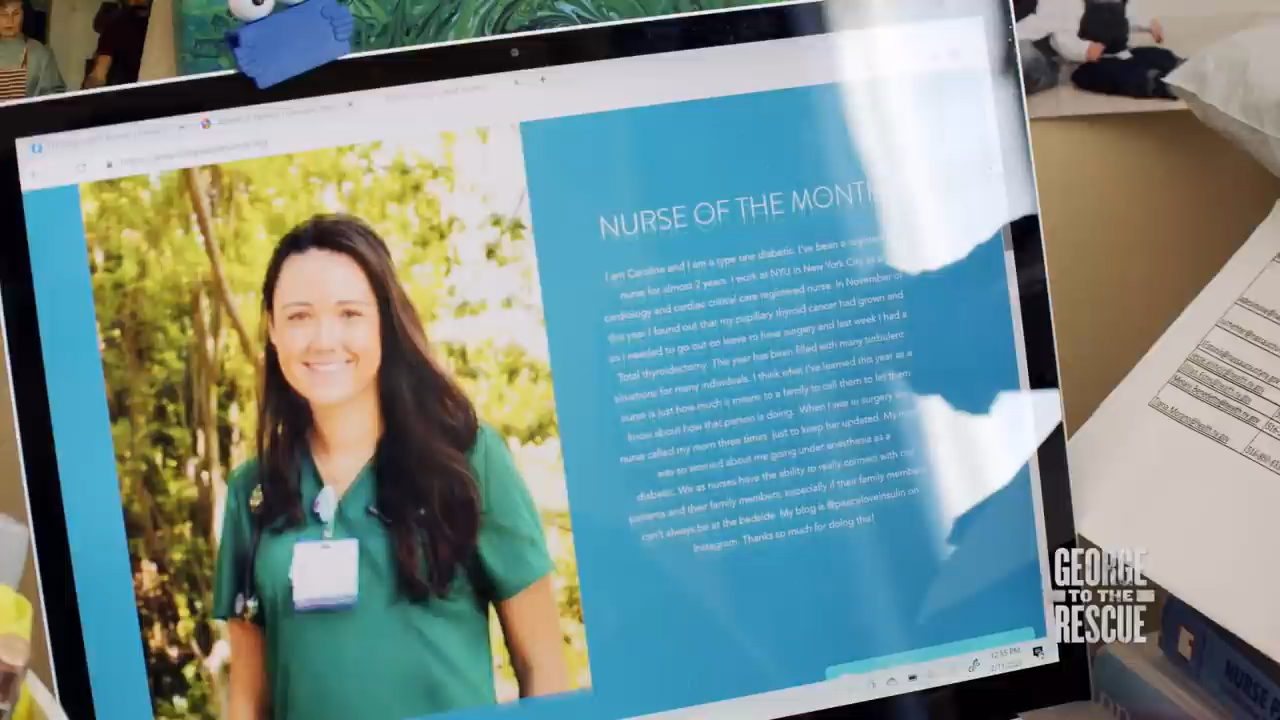 NURSE OF THE MONTH
I am Caroline and I am a type one diabetic. I've been a
nurse for almost 2 years. I work at NYU in New York City as a
cardiology and cardiac critical care registered nurse. In November of
this year I found out that my papillary thyroid cancer had grown and
so I needed to go out on leave to have surgery and last week I had a
Total thyroidectomy. This year has been filled with many turbulent
situations for many individuals. I think what I've learned this year as a
nurse is just how much it means to a family to call them to let them
know about how that person is doing. When I was in surgery
nurse called my mom three times just to keep her updated. My
was so worried about me going under anesthesia as a
diabetic. We as nurses have the ability to really connect with our
patients and their family members, especially if their family members
can't always be at the bedside. My blog is @peaceloveinsulin on
Instagram. Thanks so much for doing this!
GEORGE
TO THE
RESCUE
12:55 PM
NURSE